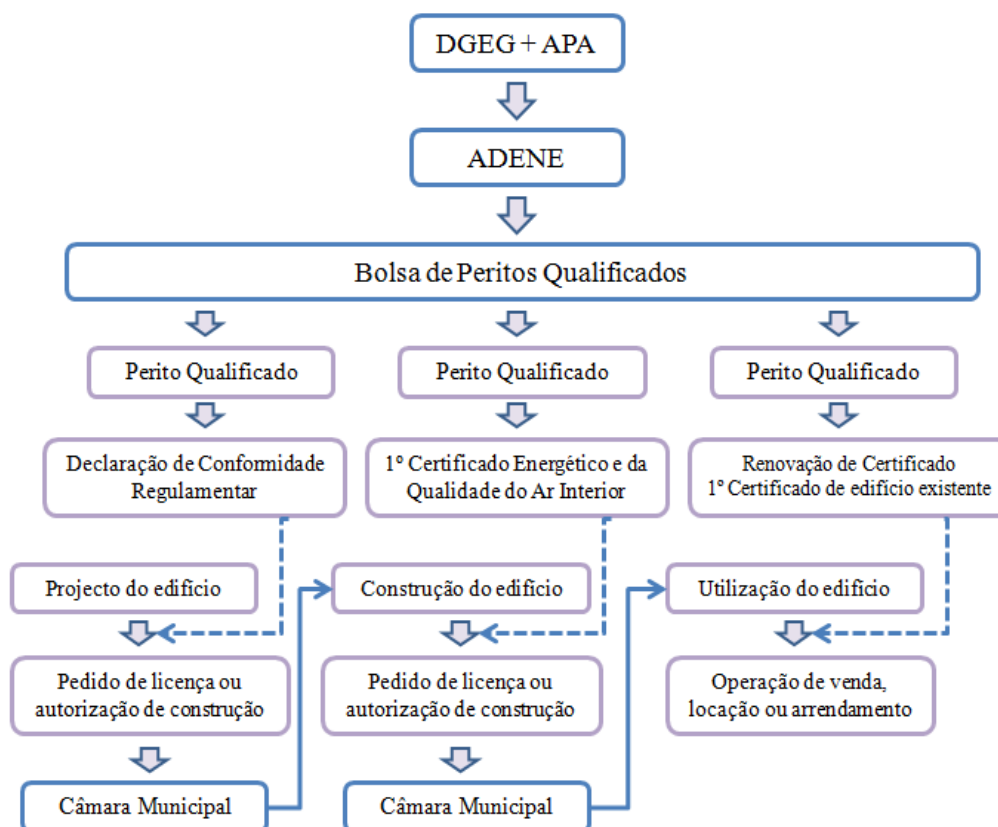 DGEG + APA
ADENE
Bolsa de Peritos Qualificados
Perito Qualificado
Perito Qualificado
Perito Qualificado
Declaração de Conformidade
Regulamentar
1º Certificado Energético e da
Qualidade do Ar Interior
Renovação de Certificado
1º Certificado de edifício existente
Projecto do edifício
Construção do edifício
Utilização do edifício
Pedido de licença ou
autorização de construção
Pedido de licença ou
autorização de construção
Operação de venda,
locação ou arrendamento
Câmara Municipal
Câmara Municipal